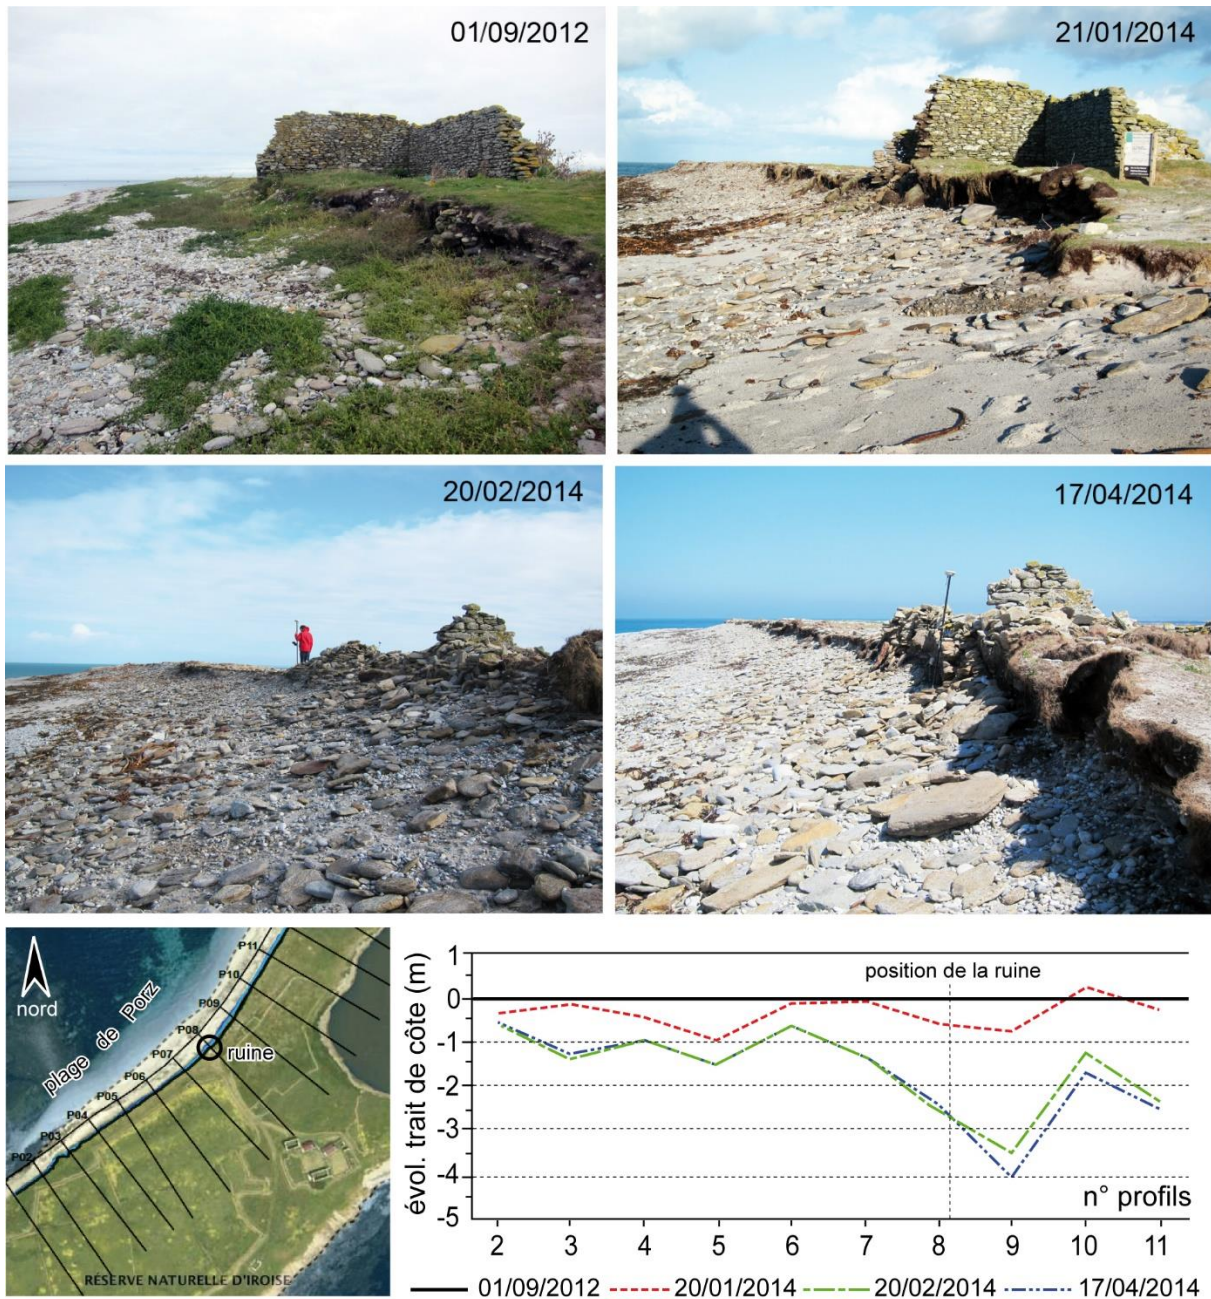 01/09/2012
21/01/2014
20/02/2014
17/04/2014
nord
plage de Porz
P11
P10
P09
P08
ruine
P07
P06
P05
P04
P03
P02
RÉSERVE NATURELLE D'IROISE
évol. trait de côte (m)
1
0
-1
-2
-3
-4
-5
position de la ruine
n° profils
2 3 4 5 6 7 8 9 10 11
01/09/2012 20/01/2014 20/02/2014 17/04/2014